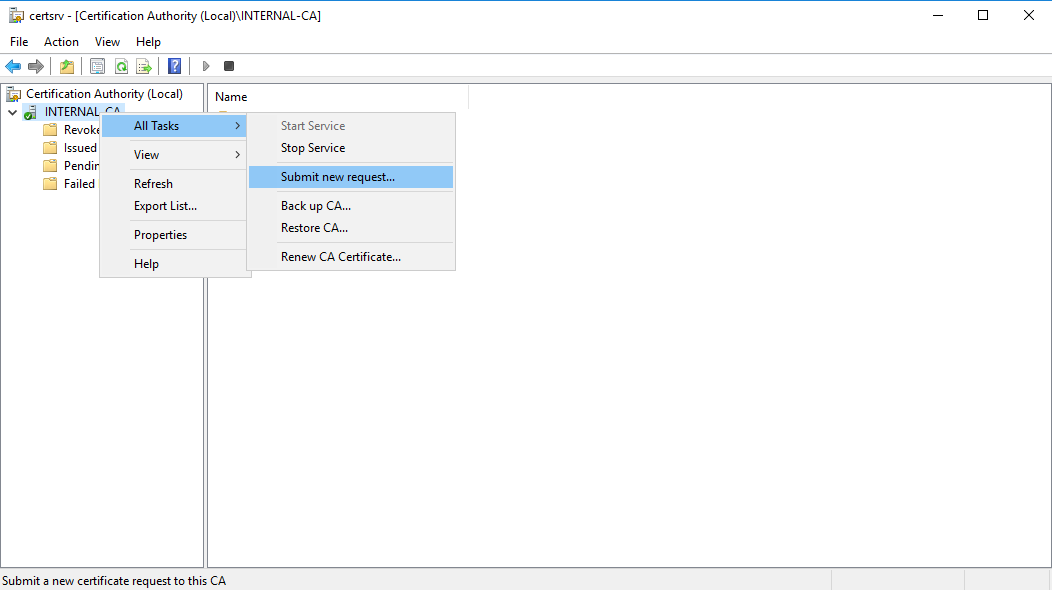 certsrv - [Certification Authority (Local)\INTERNAL-CA]
File Action View Help
Certification Authority (Local)
INTERNAL-CA
Revoke
Issued
Pendin
Failed
Name
All Tasks
View
Refresh
Export List...
Properties
Help
Start Service
Stop Service
Submit new request...
Back up CA...
Restore CA...
Renew CA Certificate...
Submit a new certificate request to this CA